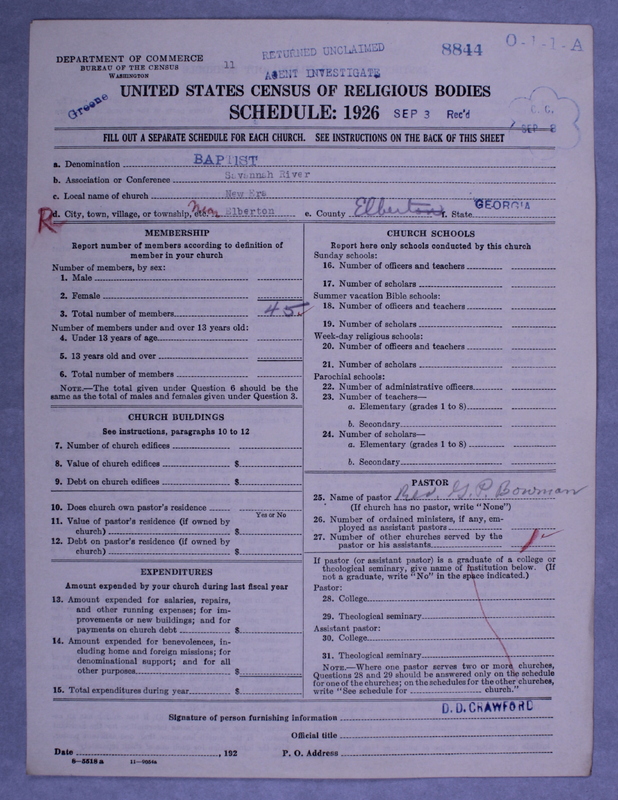 DEPARTMENT OF COMMERCE
BUREAU OF THE CENSUS
WASHINGTON
11
RETURNED UNCLAIMED
AGENT INVESTIGATE
8844
O-1-1-A
Greene
UNITED STATES CENSUS OF RELIGIOUS BODIES
SCHEDULE: 1926
SEP 3 Rec'd
C. C.
SEP 2
FILL OUT A SEPARATE SCHEDULE FOR EACH CHURCH. SEE INSTRUCTIONS ON THE BACK OF THIS SHEET
a. Denomination BAPTIST
b. Association or Conference Savannah River
c. Local name of church New Era
R d. City, town, village, or township, etc. Near Elberton e. County Elberton f. State GEORGIA
MEMBERSHIP
Report number of members according to definition of member in your church
Number of members, by sex:
1. Male
2. Female
3. Total number of members 45
Number of members under and over 13 years old:
4. Under 13 years of age
5. 13 years old and over
6. Total number of members
NOTE.—The total given under Question 6 should be the same as the total of males and females given under Question 3.
CHURCH BUILDINGS
See instructions, paragraphs 10 to 12
7. Number of church edifices
8. Value of church edifices $
9. Debt on church edifices $
10. Does church own pastor's residence
Yes or No
11. Value of pastor's residence (if owned by church) $
12. Debt on pastor's residence (if owned by church) $
EXPENDITURES
Amount expended by your church during last fiscal year
13. Amount expended for salaries, repairs, and other running expenses; for improvements or new buildings; and for payments on church debt $
14. Amount expended for benevolences, including home and foreign missions; for denominational support; and for all other purposes $
15. Total expenditures during year $
CHURCH SCHOOLS
Report here only schools conducted by this church
Sunday schools:
16. Number of officers and teachers
17. Number of scholars
Summer vacation Bible schools:
18. Number of officers and teachers
19. Number of scholars
Week-day religious schools:
20. Number of officers and teachers
21. Number of scholars
Parochial schools:
22. Number of administrative officers
23. Number of teachers—
a. Elementary (grades 1 to 8)
b. Secondary
24. Number of scholars—
a. Elementary (grades 1 to 8)
b. Secondary
PASTOR
25. Name of pastor Rev G. P. Bowman
(If church has no pastor, write "None")
26. Number of ordained ministers, if any, employed as assistant pastors
27. Number of other churches served by the pastor or his assistants 1
If pastor (or assistant pastor) is a graduate of a college or theological seminary, give name of institution below. (If not a graduate, write "No" in the space indicated.)
Pastor:
28. College
29. Theological seminary
Assistant pastor:
30. College
31. Theological seminary
NOTE.—Where one pastor serves two or more churches, Questions 28 and 29 should be answered only on the schedule for one of the churches; on the schedules for the other churches, write "See schedule for church."
D. D. CRAWFORD
Signature of person furnishing information
Official title
Date , 192 P. O. Address
8-5518 a 11-9054a